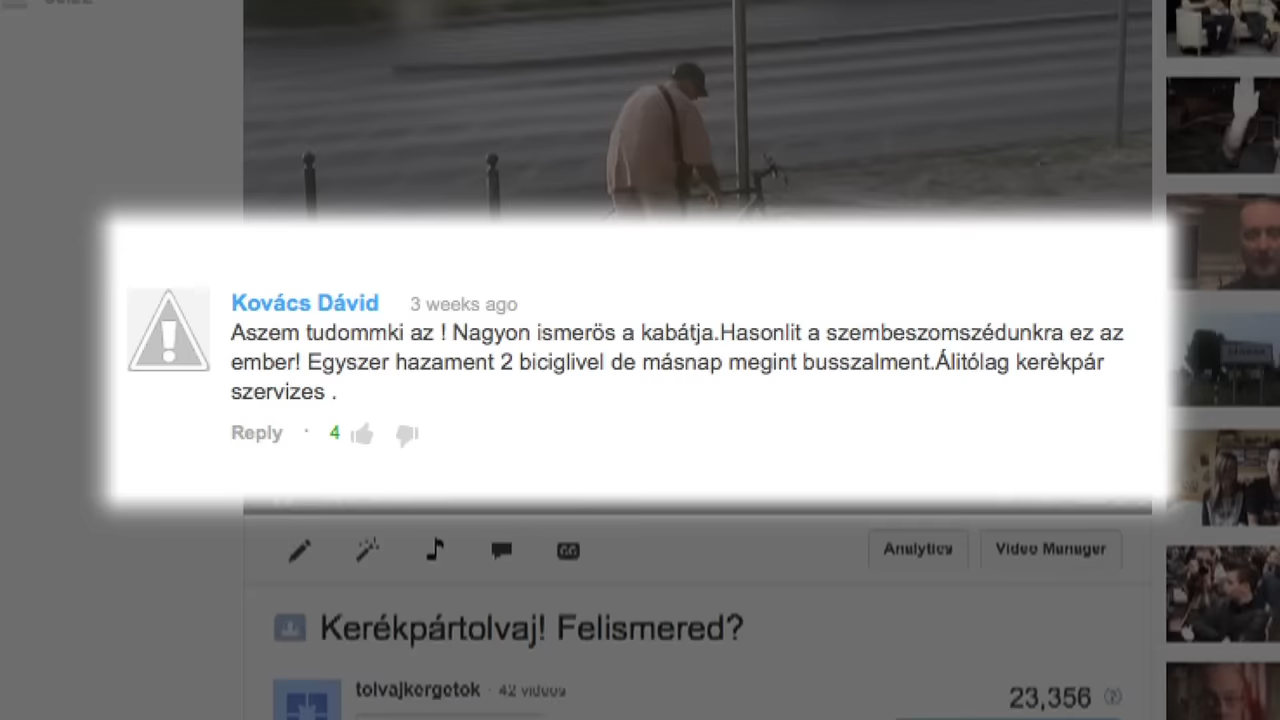 Kovács Dávid 3 weeks ago
Aszem tudommki az ! Nagyon ismerös a kabátja.Hasonlit a szembeszomszédunkra ez az
ember! Egyszer hazament 2 biciglivel de másnap megint busszalment.Álitólag kerèkpár
szervizes .
Reply · 4
Analytics Video Manager
Kerékpártolvaj! Felismered?
tolvajkergetok · 42 videos
23,356